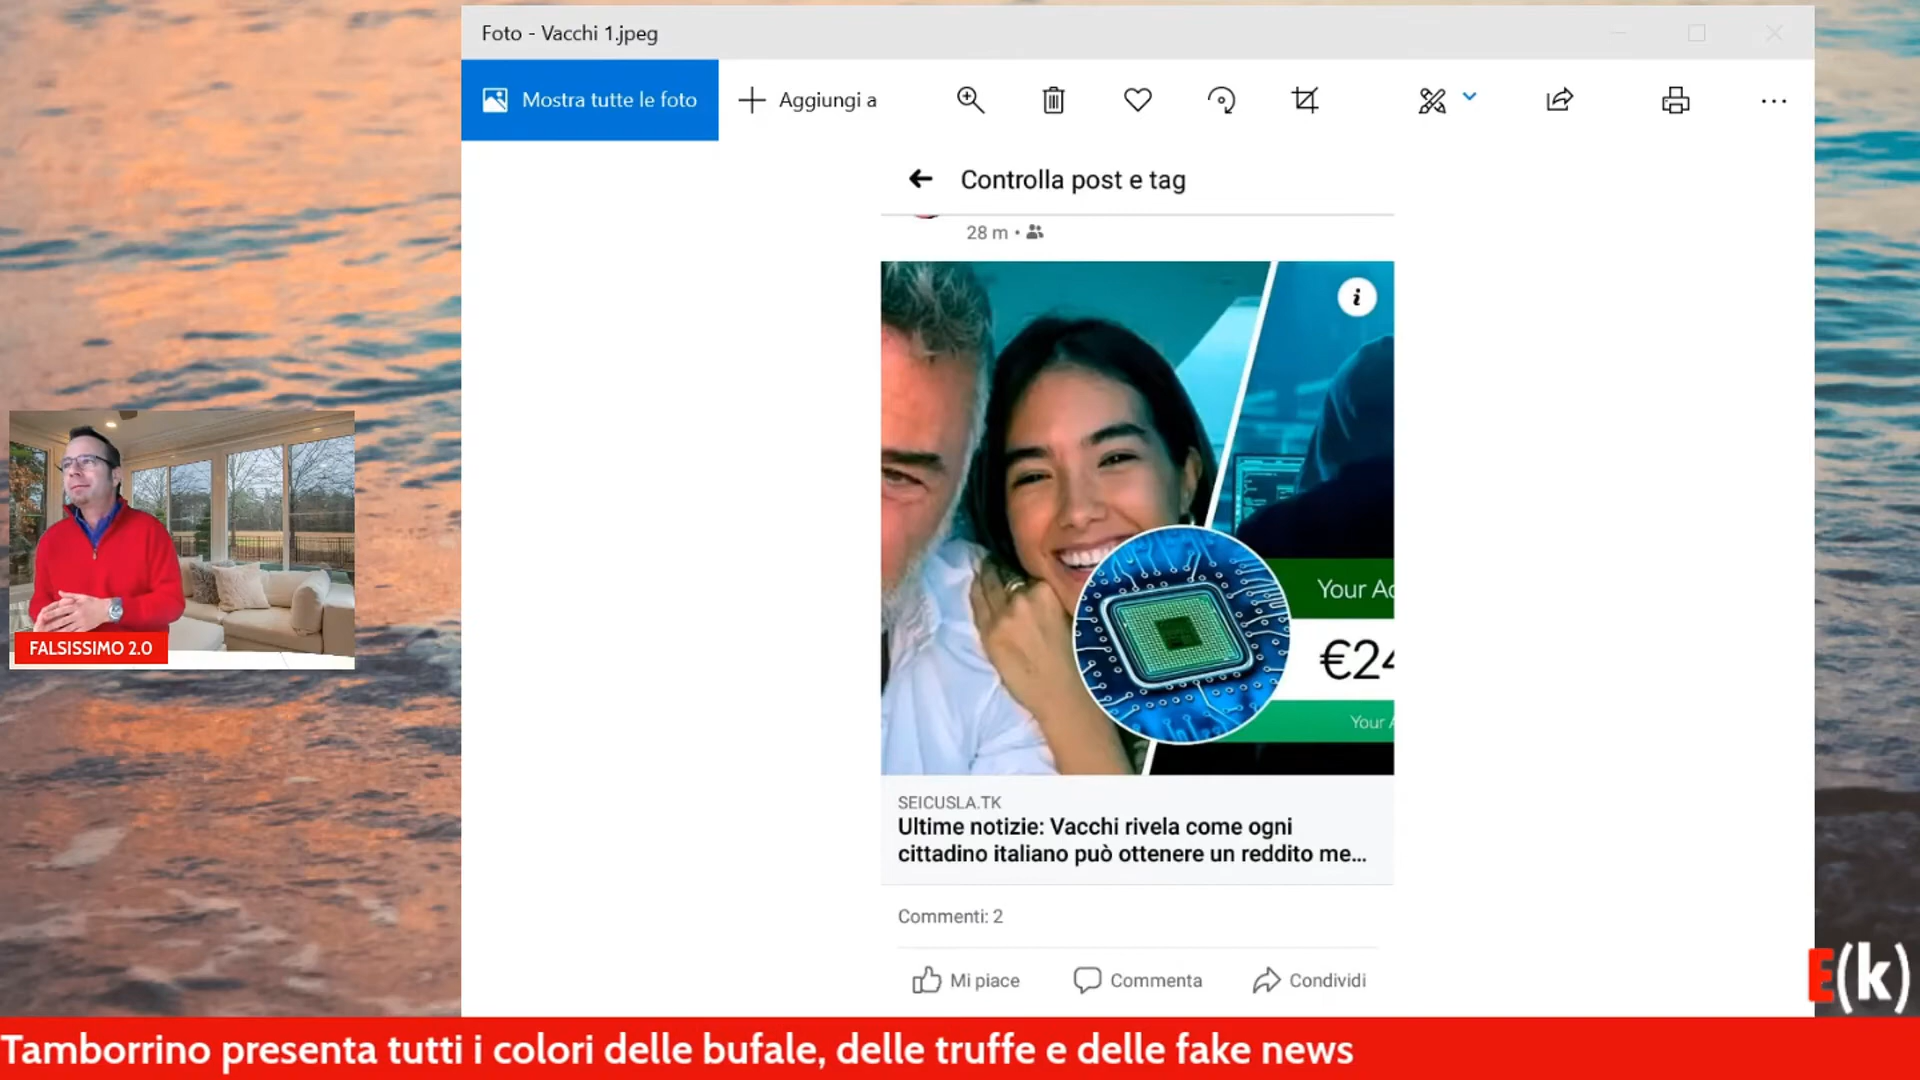 Foto - Vacchi 1.jpeg
Mostra tutte le foto
Aggiungi a
Controlla post e tag
28 m
Your Ac
€24
Your A
SEICUSLA.TK
Ultime notizie: Vacchi rivela come ogni
cittadino italiano può ottenere un reddito me...
Commenti: 2
Mi piace
Commenta
Condividi
FALSISSIMO 2.0
E(k)
Tamborrino presenta tutti i colori delle bufale, delle truffe e delle fake news